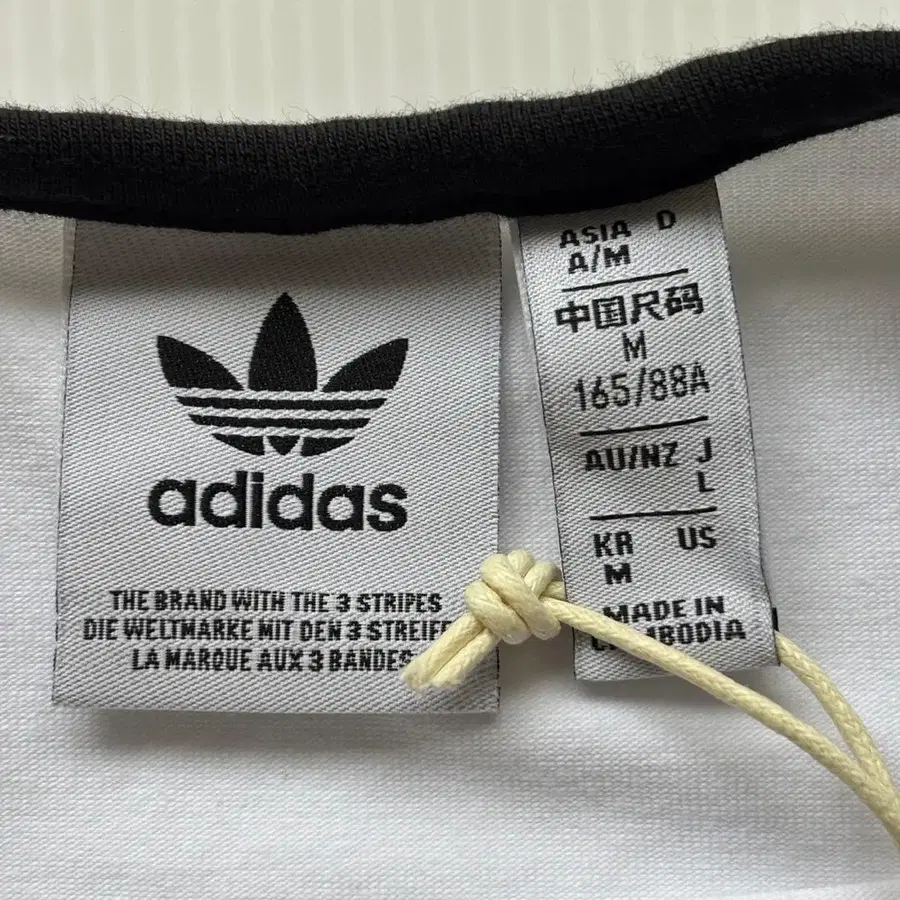 adidas
THE BRAND WITH THE 3 STRIPES
DIE WELTMARKE MIT DEN 3
LA MARQUE AUX 3 BANDES
ASIA D
A/M
中国尺码
M
165/88A
AU/NZ J
L
KR US
M
MADE IN
CAMBODIA